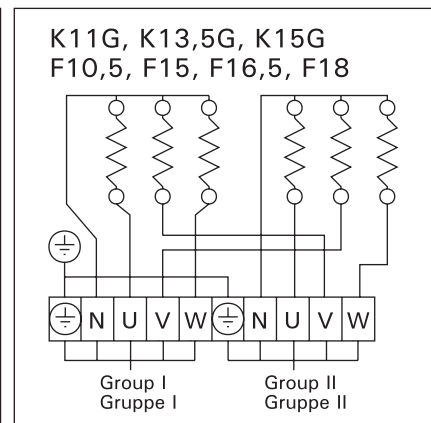 K11G, K13,5G, K15G
F10,5, F15, F16,5, F18
N U V W N U V W
Group I Group II
Gruppe I Gruppe II